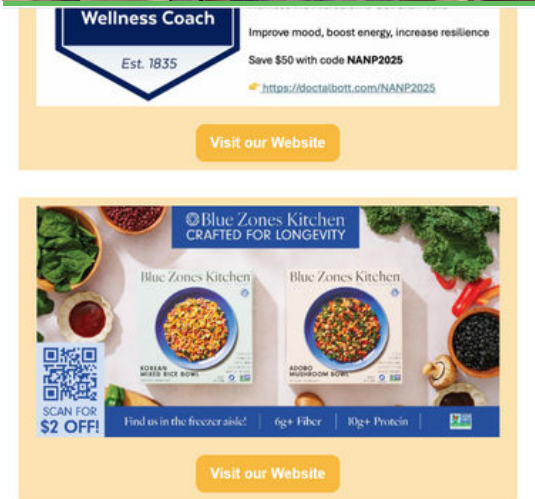 Wellness Coach
Est. 1835
Improve mood, boost energy, increase resilience
Save $50 with code NANP2025
👉 https://doctalbott.com/NANP2025
Visit our Website
Blue Zones Kitchen
CRAFTED FOR LONGEVITY
Blue Zones Kitchen
KOREAN
MIXED RICE BOWL
Blue Zones Kitchen
ADOBO
MUSHROOM BOWL
SCAN FOR
$2 OFF!
Find us in the freezer aisle! | 6g+ Fiber | 10g+ Protein |
Visit our Website